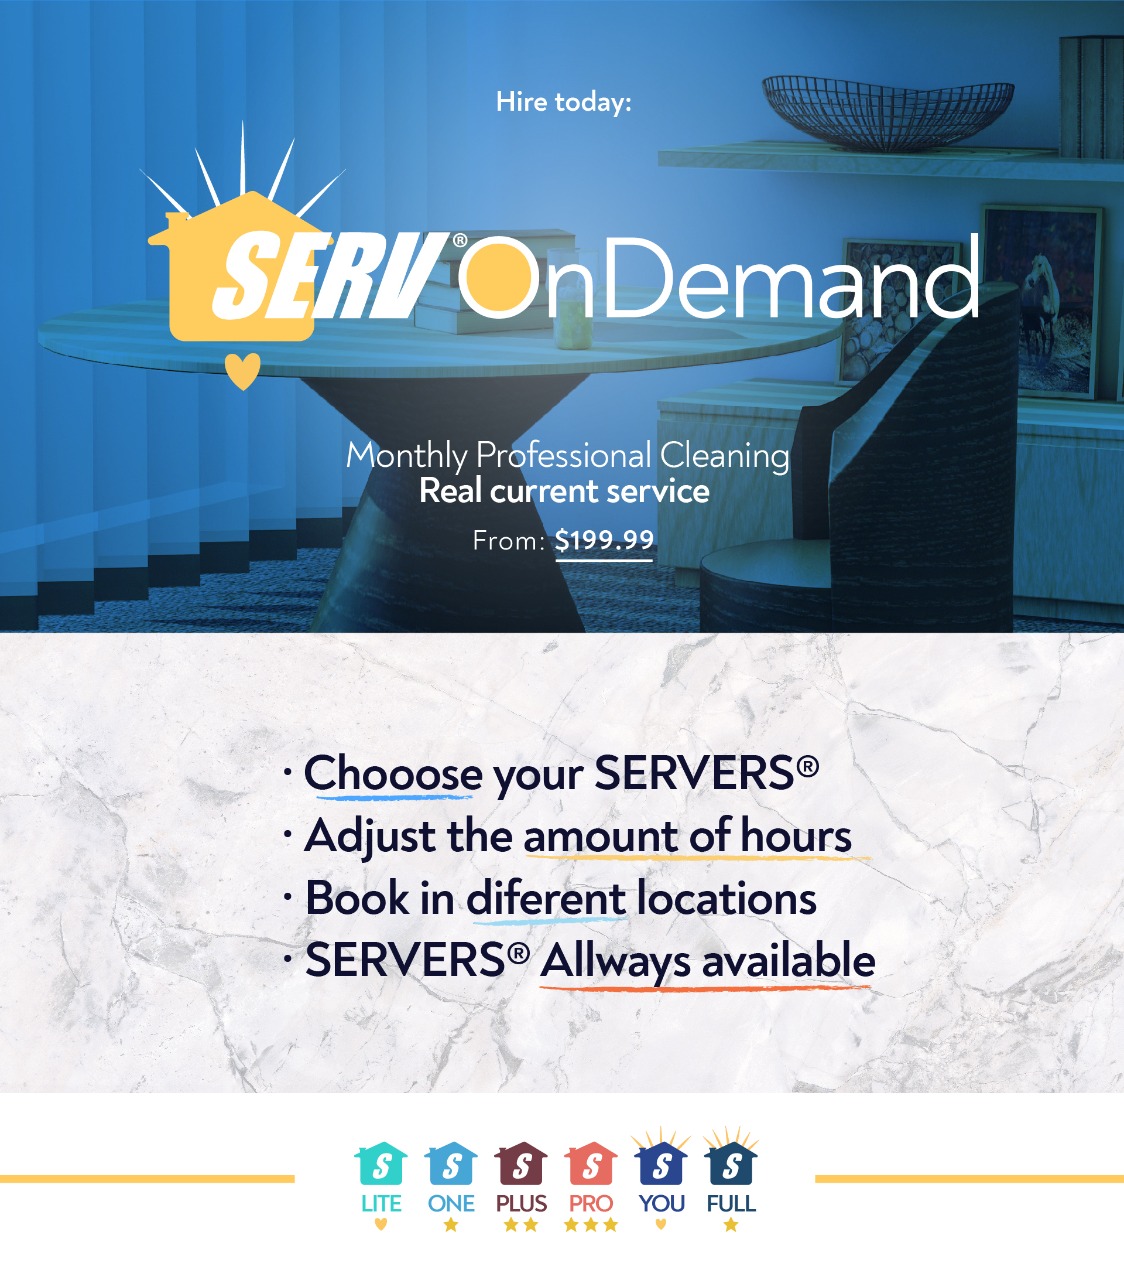 Hire today:
SERV® OnDemand
Monthly Professional Cleaning
Real current service
From: $199.99
· Chooose your SERVERS®
· Adjust the amount of hours
· Book in diferent locations
· SERVERS® Allways available
S S S S S S
LITE ONE PLUS PRO YOU FULL